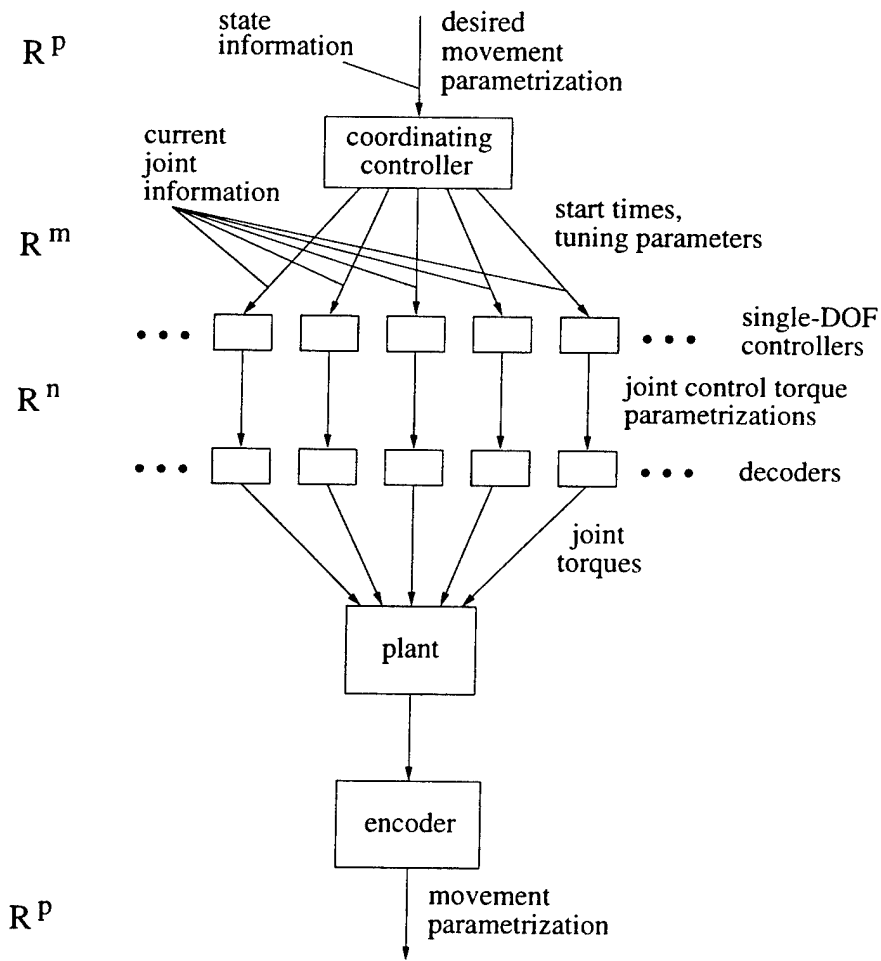 state
information
desired
movement
parametrization
R^p
coordinating
controller
current
joint
information
R^m
start times,
tuning parameters
• • •
• • •
single-DOF
controllers
R^n
joint control torque
parametrizations
• • •
• • •
decoders
joint
torques
plant
encoder
movement
parametrization
R^p